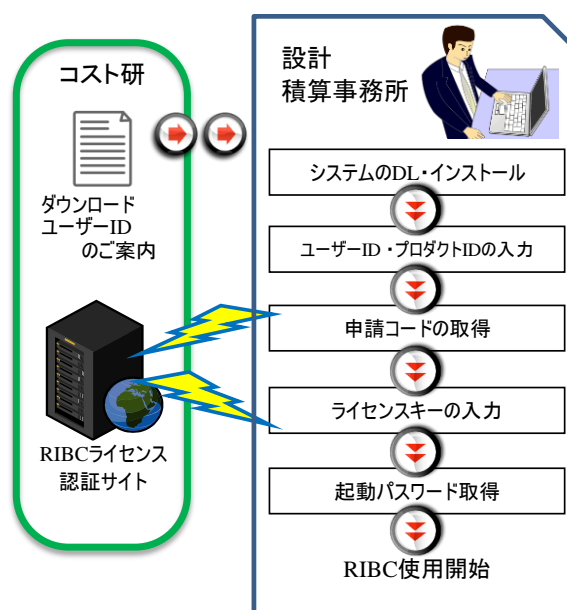 コスト研
ダウンロード
ユーザーID
のご案内
RIBCライセンス
認証サイト
設計
積算事務所
システムのDL・インストール
ユーザーID・プロダクトIDの入力
申請コードの取得
ライセンスキーの入力
起動パスワード取得
RIBC使用開始